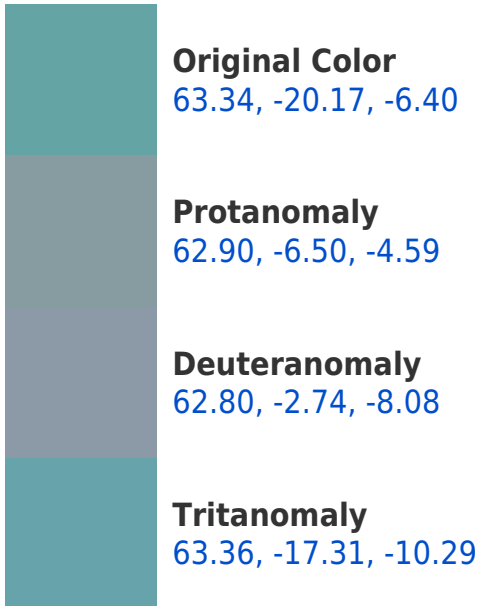 Original Color
63.34, -20.17, -6.40
Protanomaly
62.90, -6.50, -4.59
Deuteranomaly
62.80, -2.74, -8.08
Tritanomaly
63.36, -17.31, -10.29